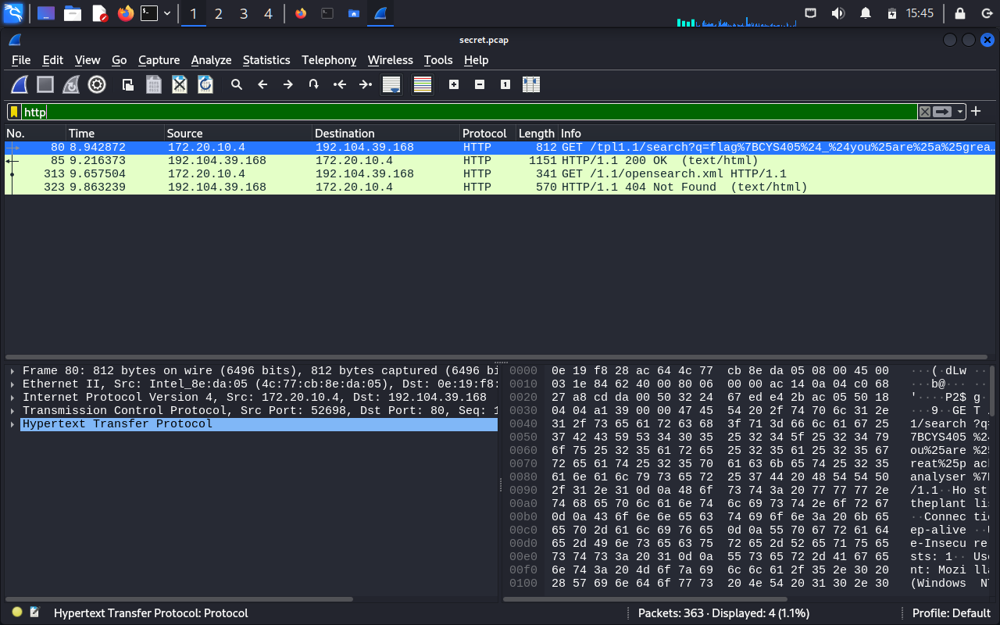 1 2 3 4 15:45
secret.pcap
File Edit View Go Capture Analyze Statistics Telephony Wireless Tools Help
http
No. Time Source Destination Protocol Length Info
80 8.942872 172.20.10.4 192.104.39.168 HTTP 812 GET /tpl1.1/search?q=flag%7BCYS405%24_%24you%25are%25a%25grea…
85 9.216373 192.104.39.168 172.20.10.4 HTTP 1151 HTTP/1.1 200 OK (text/html)
313 9.657504 172.20.10.4 192.104.39.168 HTTP 341 GET /1.1/opensearch.xml HTTP/1.1
323 9.863239 192.104.39.168 172.20.10.4 HTTP 570 HTTP/1.1 404 Not Found (text/html)
Frame 80: 812 bytes on wire (6496 bits), 812 bytes captured (6496 bi
Ethernet II, Src: Intel_8e:da:05 (4c:77:cb:8e:da:05), Dst: 0e:19:f8:
Internet Protocol Version 4, Src: 172.20.10.4, Dst: 192.104.39.168
Transmission Control Protocol, Src Port: 52698, Dst Port: 80, Seq: 1
Hypertext Transfer Protocol
0000 0e 19 f8 28 ac 64 4c 77 cb 8e da 05 08 00 45 00 ···(·dLw ··
0010 03 1e 84 62 40 00 80 06 00 00 ac 14 0a 04 c0 68 ···b@··· ··
0020 27 a8 cd da 00 50 32 24 67 ed e4 2b ac 05 50 18 '····P2$ g·
0030 04 04 a1 39 00 00 47 45 54 20 2f 74 70 6c 31 2e ···9··GE T /
0040 31 2f 73 65 61 72 63 68 3f 71 3d 66 6c 61 67 25 1/search ?q=
0050 37 42 43 59 53 34 30 35 25 32 34 5f 25 32 34 79 7BCYS405 %24
0060 6f 75 25 32 35 61 72 65 25 32 35 61 25 32 35 67 ou%25are %25
0070 72 65 61 74 25 32 35 70 61 63 6b 65 74 25 32 35 reat%25p ack
0080 61 6e 61 6c 79 73 65 72 25 37 44 20 48 54 54 50 analyser %7D
0090 2f 31 2e 31 0d 0a 48 6f 73 74 3a 20 77 77 77 2e /1.1··Ho st:
00a0 74 68 65 70 6c 61 6e 74 6c 69 73 74 2e 6f 72 67 theplant lis
00b0 0d 0a 43 6f 6e 6e 65 63 74 69 6f 6e 3a 20 6b 65 ··Connec tio
00c0 65 70 2d 61 6c 69 76 65 0d 0a 55 70 67 72 61 64 ep-alive ··U
00d0 65 2d 49 6e 73 65 63 75 72 65 2d 52 65 71 75 65 e-Insecu re-
00e0 73 74 73 3a 20 31 0d 0a 55 73 65 72 2d 41 67 65 sts: 1·· Use
00f0 6e 74 3a 20 4d 6f 7a 69 6c 6c 61 2f 35 2e 30 20 nt: Mozi lla
0100 28 57 69 6e 64 6f 77 73 20 4e 54 20 31 30 2e 30 (Windows NT
Hypertext Transfer Protocol: Protocol Packets: 363 · Displayed: 4 (1.1%) Profile: Default